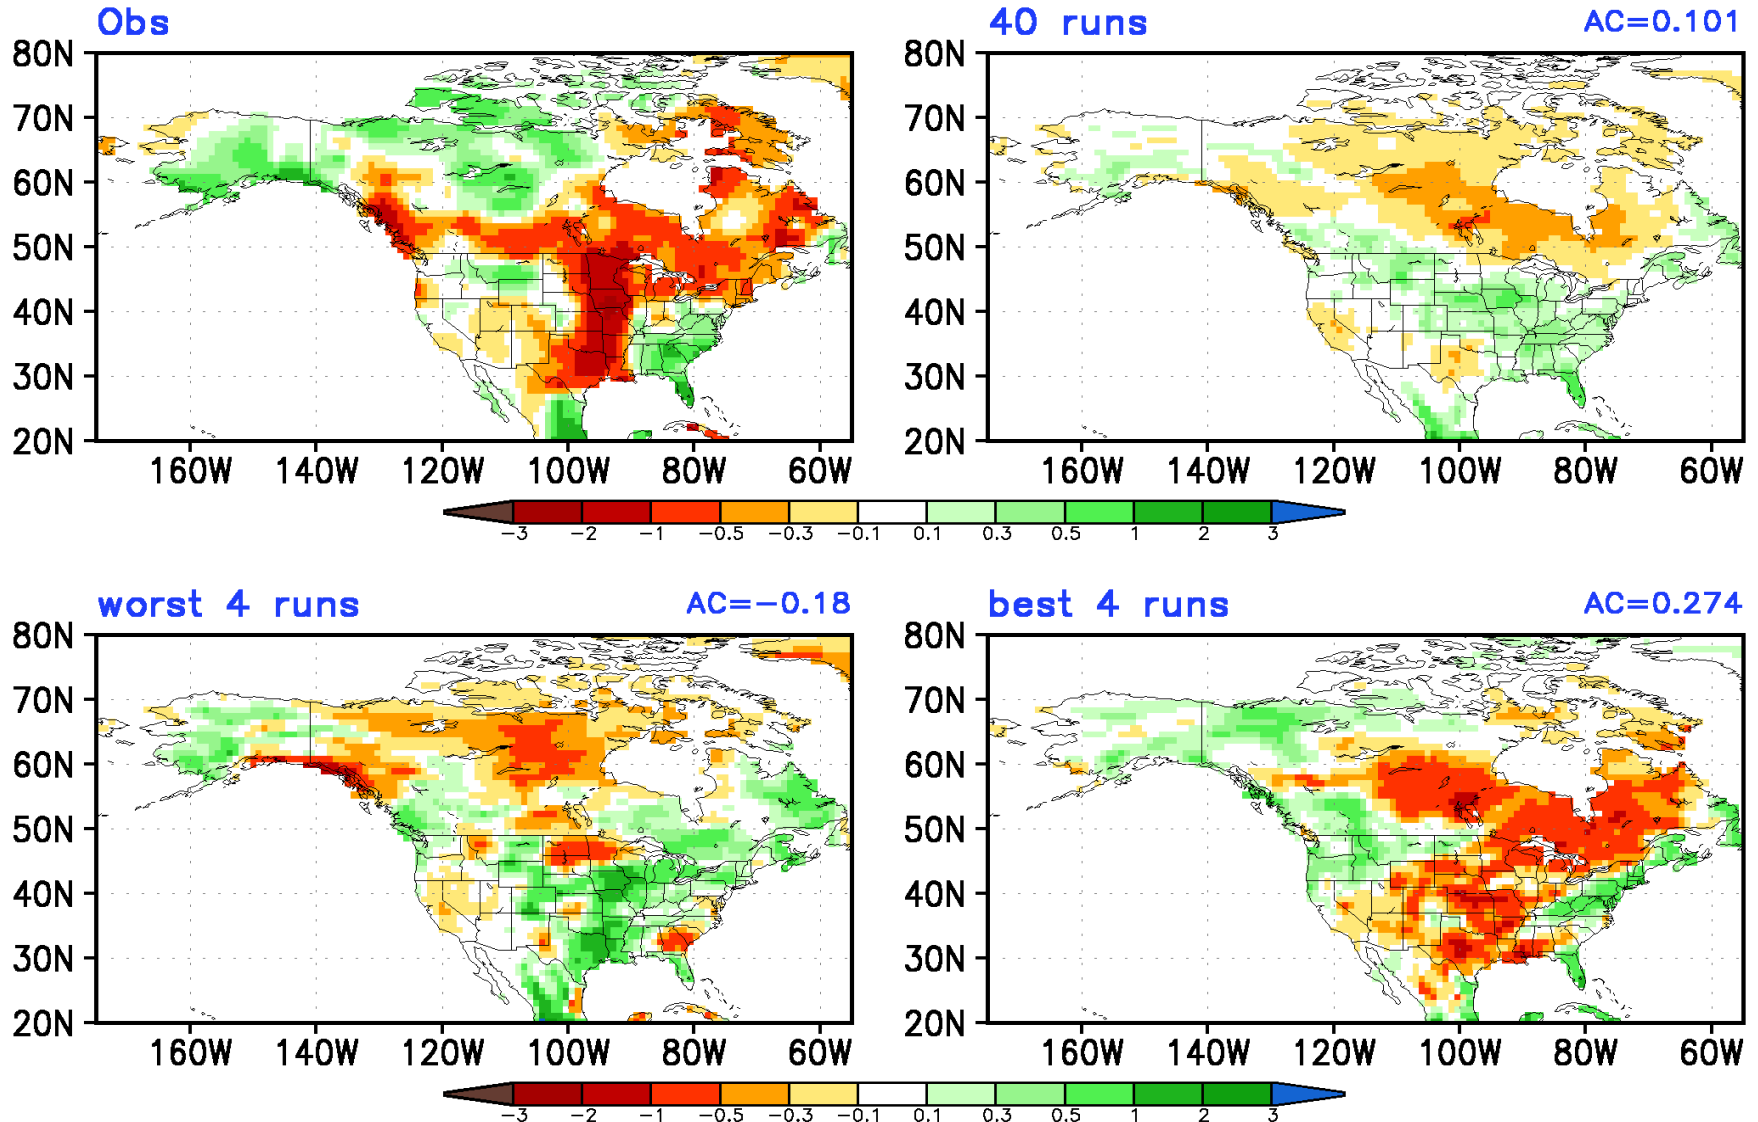 Obs
40 runs AC=0.101
80N 80N
70N 70N
60N 60N
50N 50N
40N 40N
30N 30N
20N 20N
160W 140W 120W 100W 80W 60W 160W 140W 120W 100W 80W 60W
-3 -2 -1 -0.5 -0.3 -0.1 0.1 0.3 0.5 1 2 3
worst 4 runs AC=-0.18
best 4 runs AC=0.274
80N 80N
70N 70N
60N 60N
50N 50N
40N 40N
30N 30N
20N 20N
160W 140W 120W 100W 80W 60W 160W 140W 120W 100W 80W 60W
-3 -2 -1 -0.5 -0.3 -0.1 0.1 0.3 0.5 1 2 3